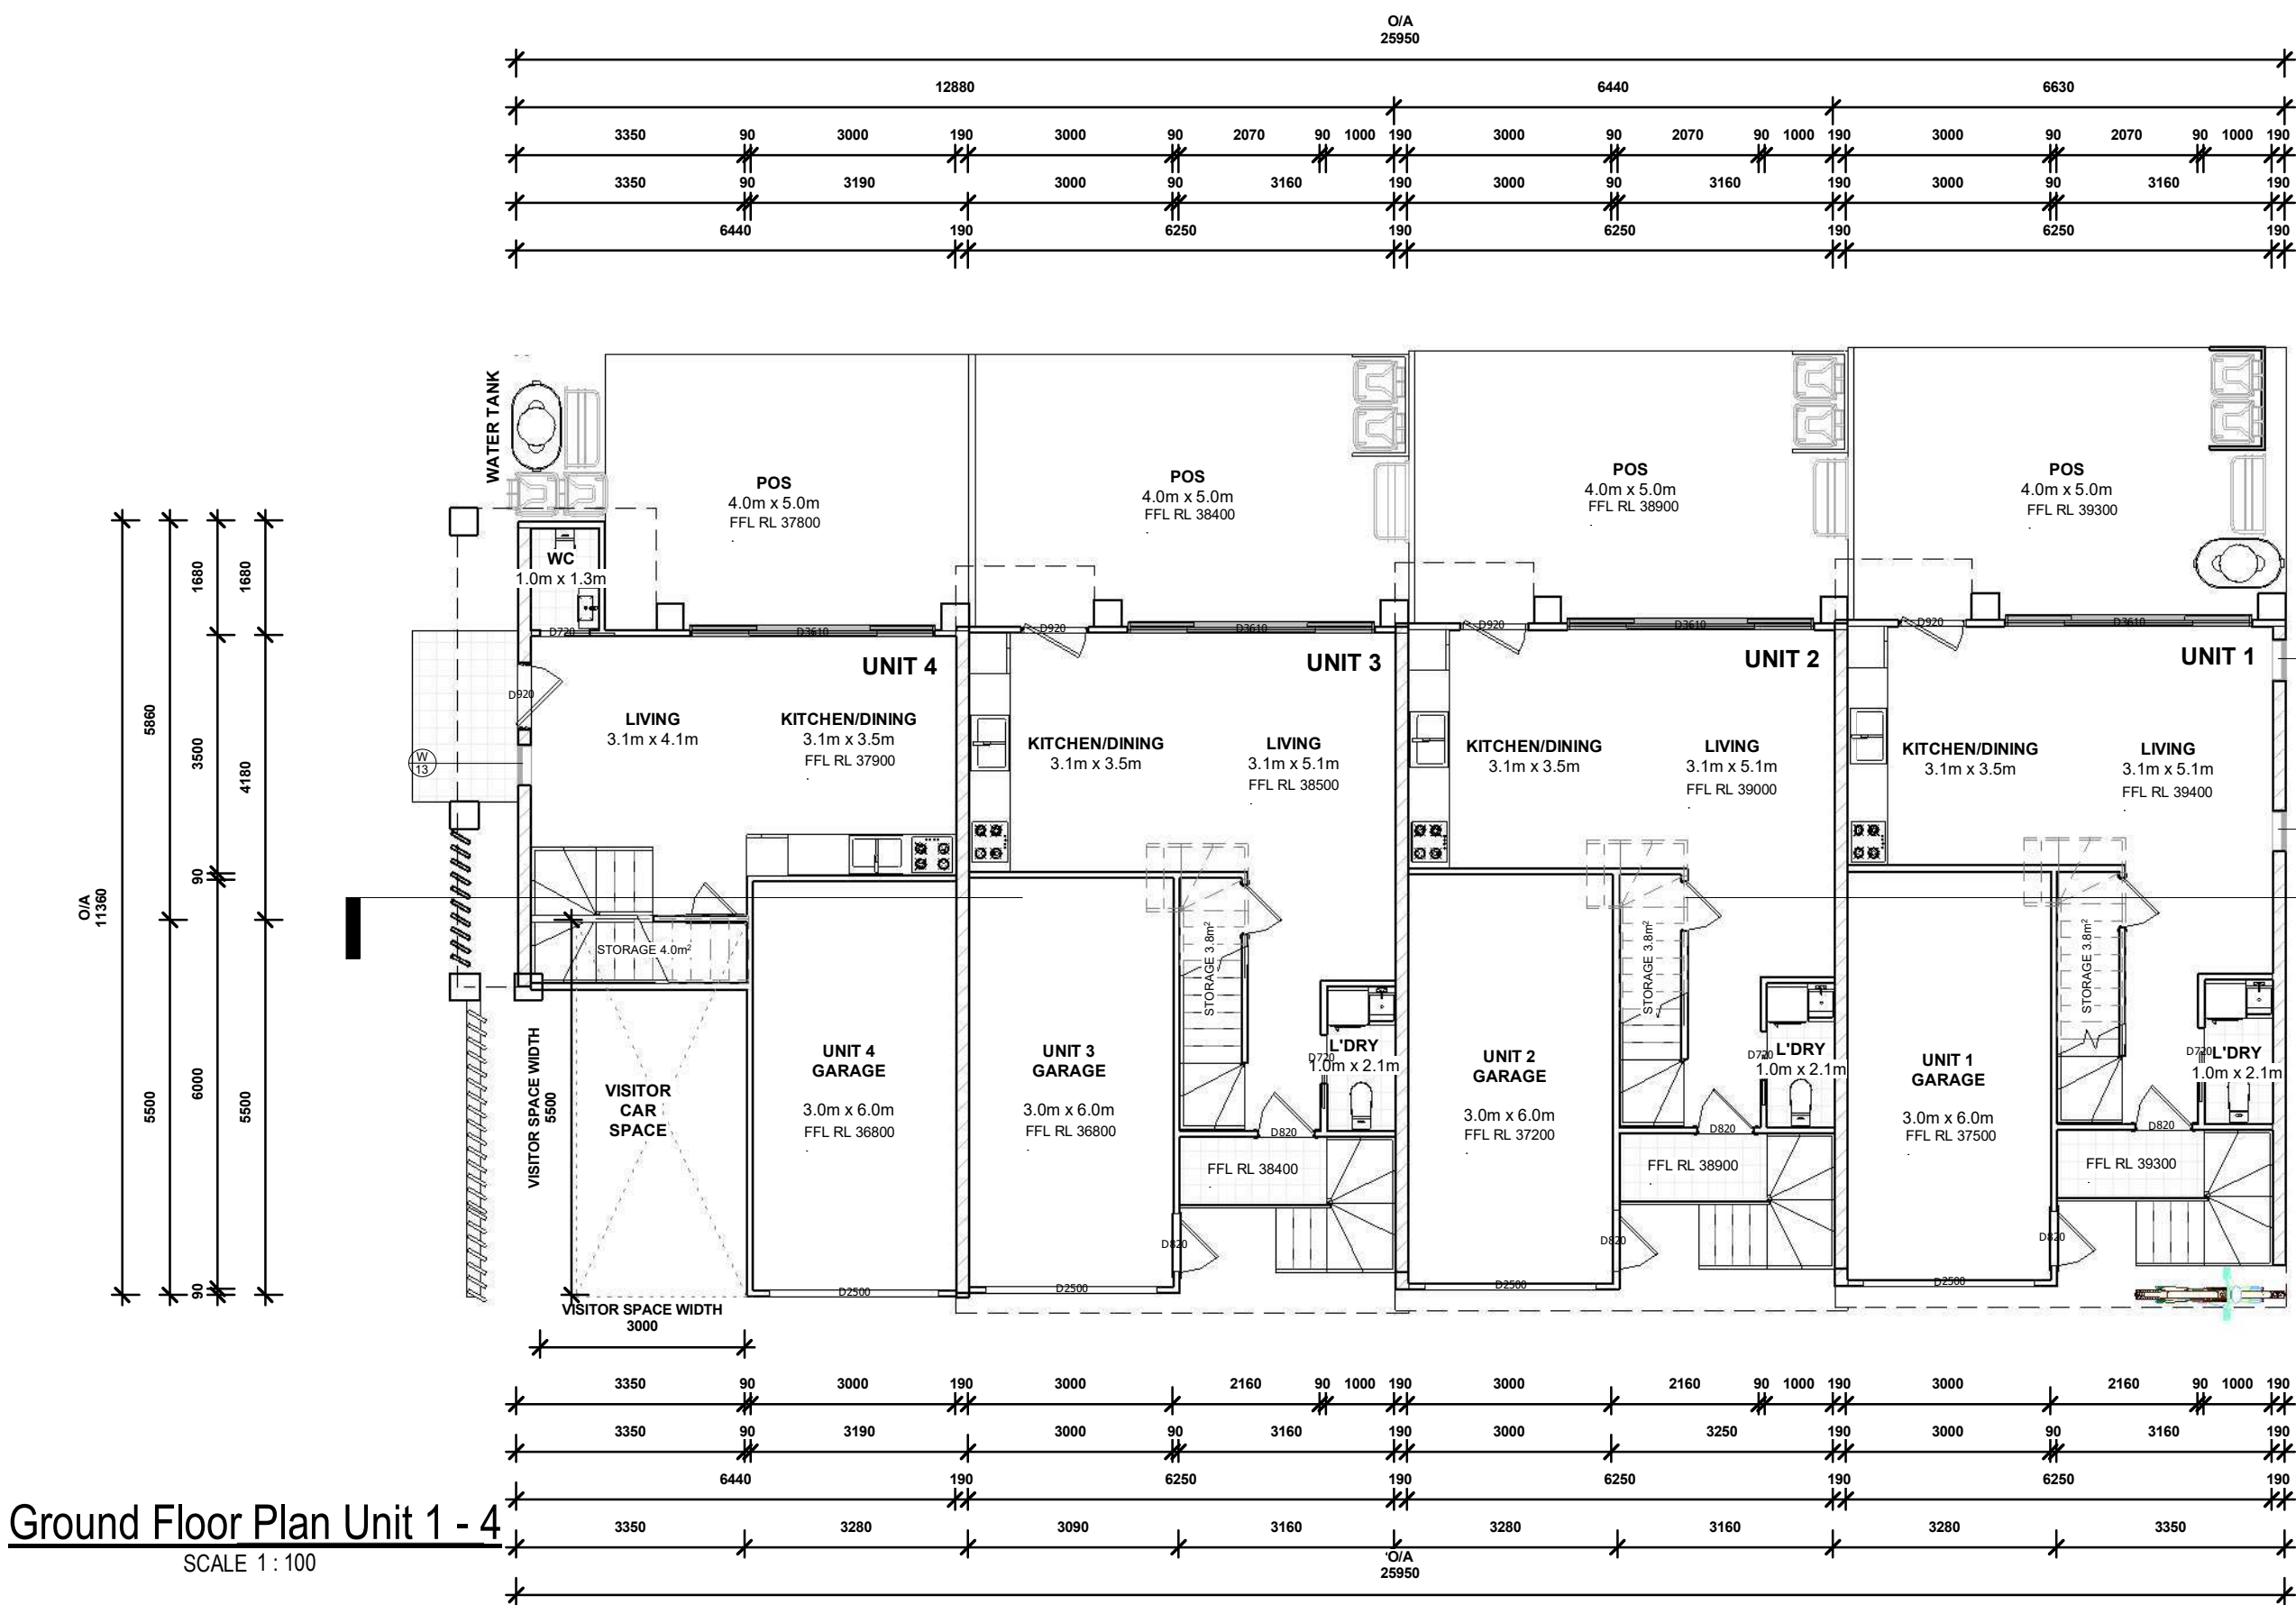 O/A
25950
12880 6440 6630
3350 90 3000 190 3000 90 2070 90 1000 190 3000 90 2070 90 1000 190 3000 90 2070 90 1000 190
3350 90 3190 3000 90 3160 190 3000 90 3160 190 3000 90 3160 190
6440 190 6250 190 6250 190 6250 190
WATER TANK
POS
4.0m x 5.0m
FFL RL 37800
POS
4.0m x 5.0m
FFL RL 38400
POS
4.0m x 5.0m
FFL RL 38900
POS
4.0m x 5.0m
FFL RL 39300
WC
1.0m x 1.3m
D720
D3610
D920
D3610
D920
D3610
D920
D3610
UNIT 4
UNIT 3
UNIT 2
UNIT 1
D920
W
13
LIVING
3.1m x 4.1m
KITCHEN/DINING
3.1m x 3.5m
FFL RL 37900
KITCHEN/DINING
3.1m x 3.5m
LIVING
3.1m x 5.1m
FFL RL 38500
KITCHEN/DINING
3.1m x 3.5m
LIVING
3.1m x 5.1m
FFL RL 39000
KITCHEN/DINING
3.1m x 3.5m
LIVING
3.1m x 5.1m
FFL RL 39400
O/A
11360
5860
5500
1680
3500
90
6000
90
1680
4180
5500
STORAGE 4.0m²
STORAGE 3.8m²
STORAGE 3.8m²
STORAGE 3.8m²
VISITOR SPACE WIDTH
5500
VISITOR
CAR
SPACE
UNIT 4
GARAGE
3.0m x 6.0m
FFL RL 36800
UNIT 3
GARAGE
3.0m x 6.0m
FFL RL 36800
D720
L'DRY
1.0m x 2.1m
UNIT 2
GARAGE
3.0m x 6.0m
FFL RL 37200
D720
L'DRY
1.0m x 2.1m
UNIT 1
GARAGE
3.0m x 6.0m
FFL RL 37500
D720
L'DRY
1.0m x 2.1m
D820
D820
D820
FFL RL 38400
FFL RL 38900
FFL RL 39300
D820
D820
D820
D2500
D2500
D2500
D2500
VISITOR SPACE WIDTH
3000
3350 90 3000 190 3000 2160 90 1000 190 3000 2160 90 1000 190 3000 2160 90 1000 190
3350 90 3190 3000 90 3160 190 3000 3250 190 3000 90 3160 190
6440 190 6250 190 6250 190 6250 190
3350 3280 3090 3160 3280 3160 3280 3350
O/A
25950
Ground Floor Plan Unit 1 - 4
SCALE 1 : 100